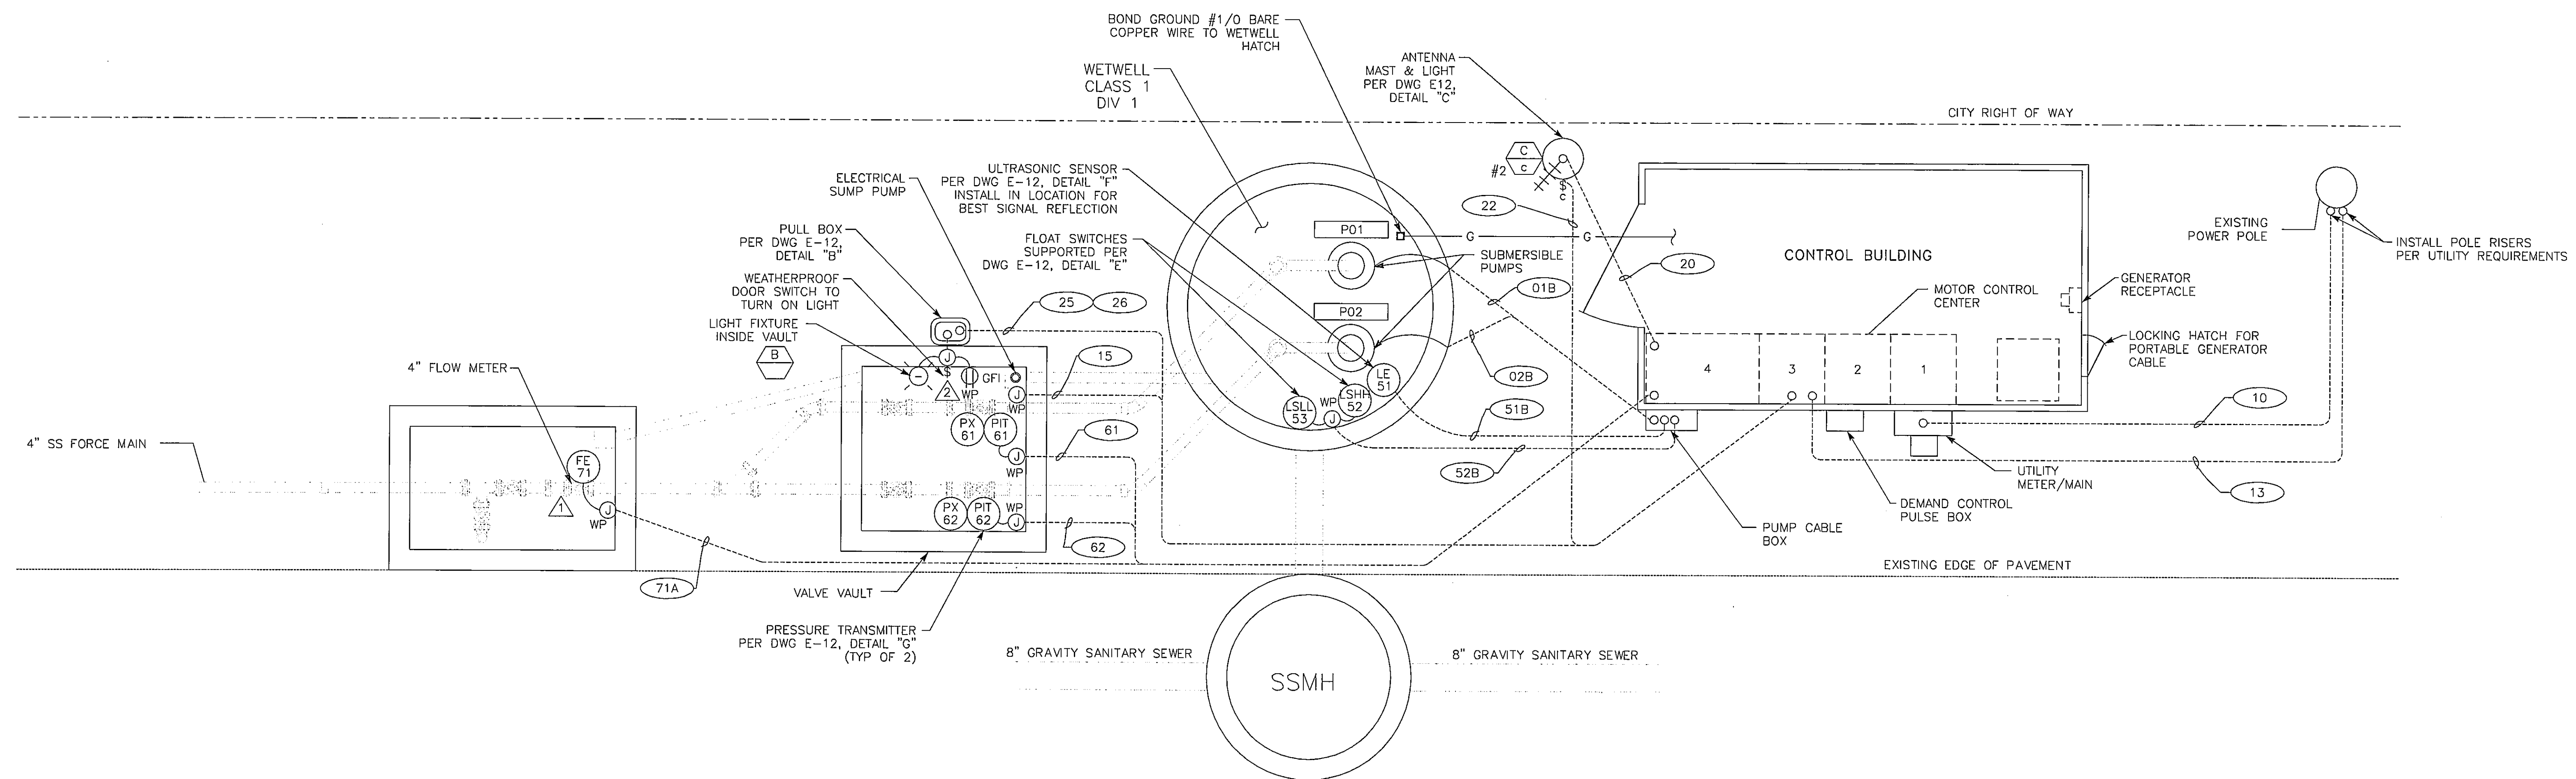 BOND GROUND #1/0 BARE
COPPER WIRE TO WETWELL
HATCH
WETWELL
CLASS 1
DIV 1
ANTENNA
MAST & LIGHT
PER DWG E12,
DETAIL "C"
CITY RIGHT OF WAY
ULTRASONIC SENSOR
PER DWG E-12, DETAIL "F"
INSTALL IN LOCATION FOR
BEST SIGNAL REFLECTION
ELECTRICAL
SUMP PUMP
C
c
#2
$
c
22
PULL BOX
PER DWG E-12,
DETAIL "B"
FLOAT SWITCHES
SUPPORTED PER
DWG E-12, DETAIL "E"
P01
G
G
SUBMERSIBLE
PUMPS
20
CONTROL BUILDING
EXISTING
POWER POLE
INSTALL POLE RISERS
PER UTILITY REQUIREMENTS
WEATHERPROOF
DOOR SWITCH TO
TURN ON LIGHT
25
26
01B
P02
MOTOR CONTROL
CENTER
GENERATOR
RECEPTACLE
LIGHT FIXTURE
INSIDE VAULT
B
J
$
2
GFI
WP
J
WP
15
02B
LOCKING HATCH FOR
PORTABLE GENERATOR
CABLE
4
3
2
1
4" FLOW METER
LE
51
LSHH
52
LSLL
53
WP
J
51B
10
4" SS FORCE MAIN
PX
61
PIT
61
J
WP
61
52B
FE
71
1
J
WP
PX
62
PIT
62
WP
J
62
UTILITY
METER/MAIN
13
DEMAND CONTROL
PULSE BOX
PUMP CABLE
BOX
71A
VALVE VAULT
EXISTING EDGE OF PAVEMENT
PRESSURE TRANSMITTER
PER DWG E-12, DETAIL "G"
(TYP OF 2)
8" GRAVITY SANITARY SEWER
8" GRAVITY SANITARY SEWER
SSMH